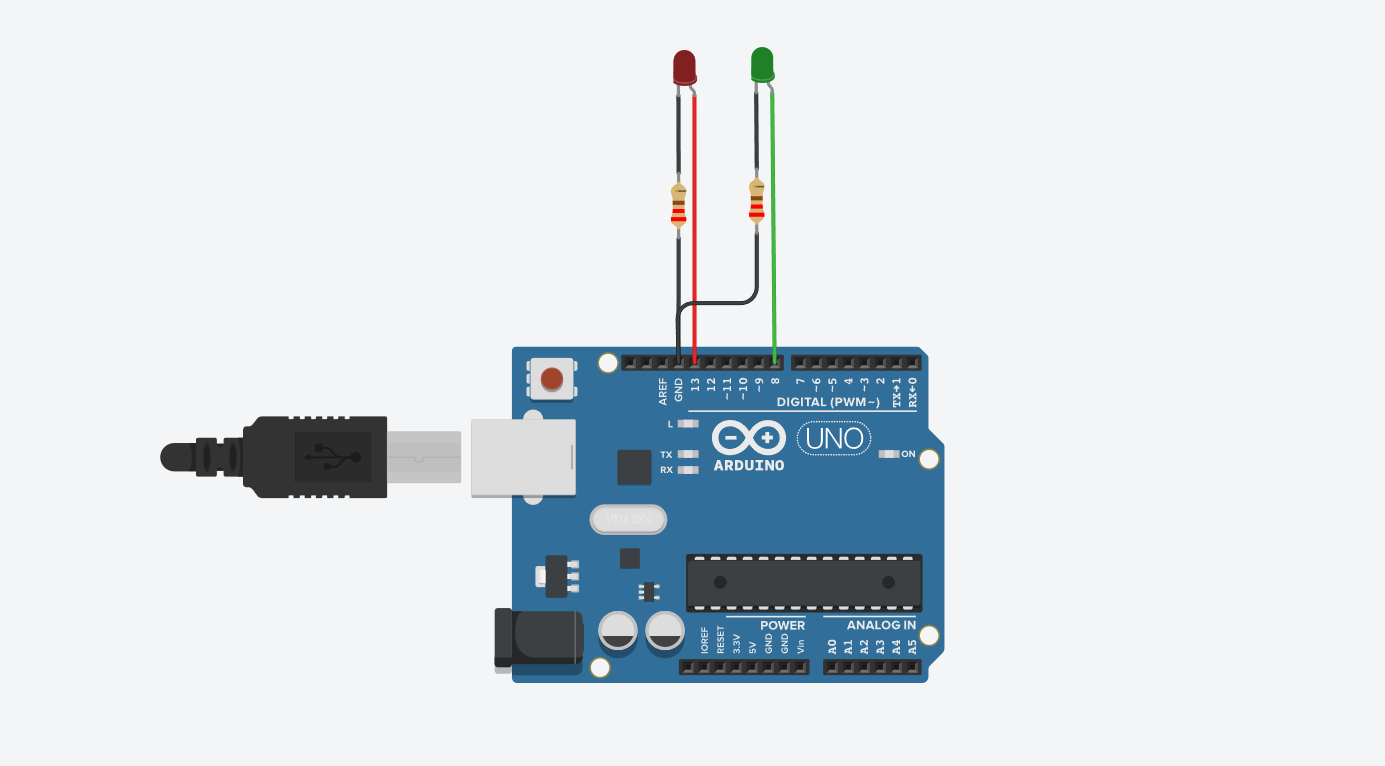 AREF
GND
13
12
~11
~10
~9
8
7
~6
~5
4
~3
2
TX→1
RX←0
DIGITAL (PWM~)
L
TX
RX
UNO
ARDUINO
ON
POWER
ANALOG IN
IOREF
RESET
3.3V
5V
GND
GND
Vin
A0
A1
A2
A3
A4
A5